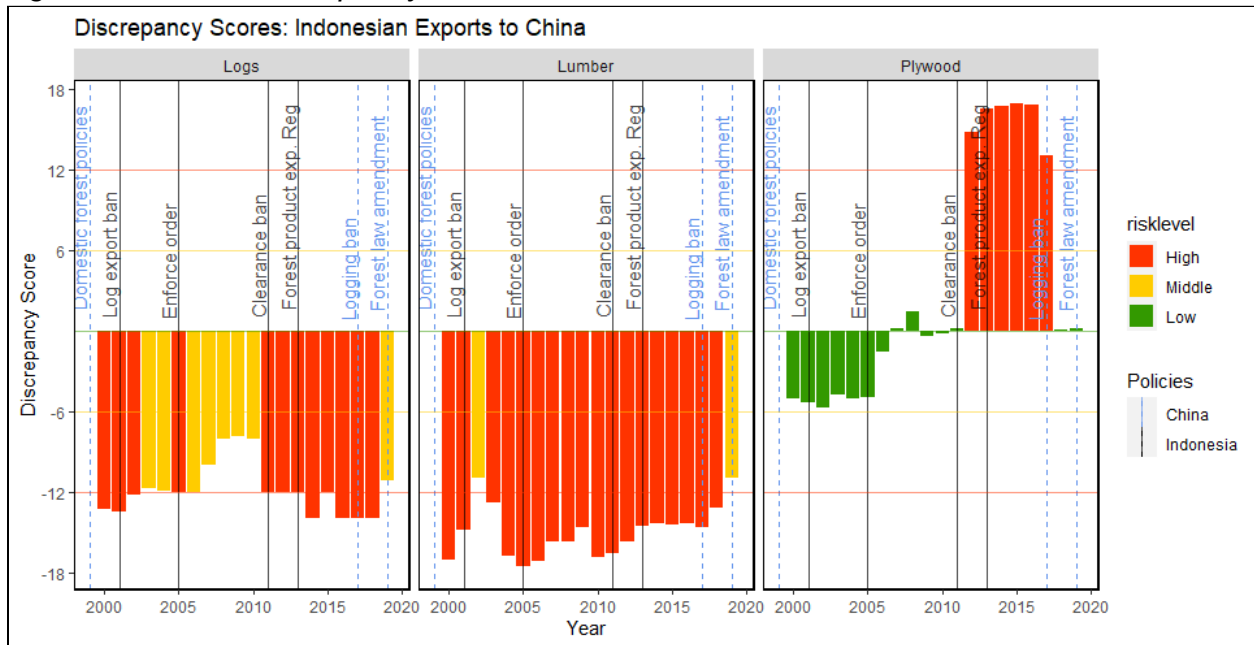 Discrepancy Scores: Indonesian Exports to China
Logs
Lumber
Plywood
Discrepancy Score
18
12
6
0
-6
-12
-18
Domestic forest policies
Log export ban
Enforce order
Clearance ban
Forest product exp. Reg
Logging ban
Forest law amendment
Domestic forest policies
Log export ban
Enforce order
Clearance ban
Forest product exp. Reg
Logging ban
Forest law amendment
Domestic forest policies
Log export ban
Enforce order
Clearance ban
Forest product exp. Reg
Logging ban
Forest law amendment
2000 2005 2010 2015 2020
2000 2005 2010 2015 2020
2000 2005 2010 2015 2020
Year
risklevel
High
Middle
Low
Policies
China
Indonesia